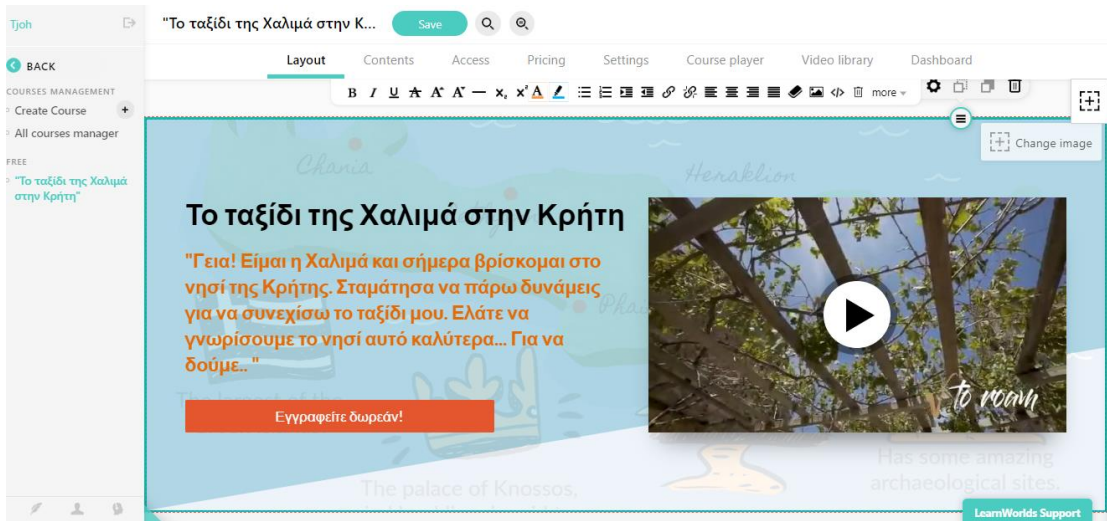 Tjoh
"Το ταξίδι της Χαλιμά στην Κ...
Save
BACK
Layout
Contents
Access
Pricing
Settings
Course player
Video library
Dashboard
COURSES MANAGEMENT
Create Course
+
All courses manager
B I U A A+ A- — x₂ x² A </> more
FREE
"Το ταξίδι της Χαλιμά
στην Κρήτη"
Change image
Chania
Heraklion
Το ταξίδι της Χαλιμά στην Κρήτη
"Γεια! Είμαι η Χαλιμά και σήμερα βρίσκομαι στο
νησί της Κρήτης. Σταμάτησα να πάρω δυνάμεις
για να συνεχίσω το ταξίδι μου. Ελάτε να
γνωρίσουμε το νησί αυτό καλύτερα... Για να
δούμε.. "
Εγγραφείτε δωρεάν!
to roam
The palace of Knossos,
Has some amazing
archaeological sites.
LearnWorlds Support